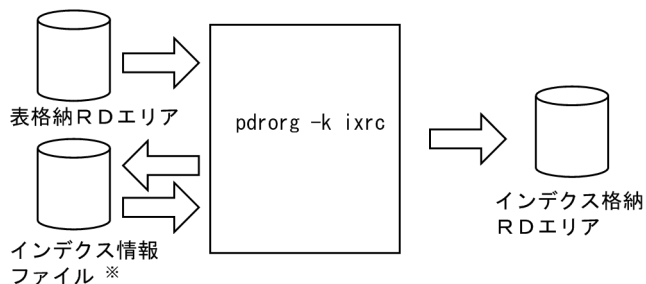 表格納ＲＤエリア
pdrorg -k ixrc
インデクス情報
ファイル ※
インデクス格納
ＲＤエリア